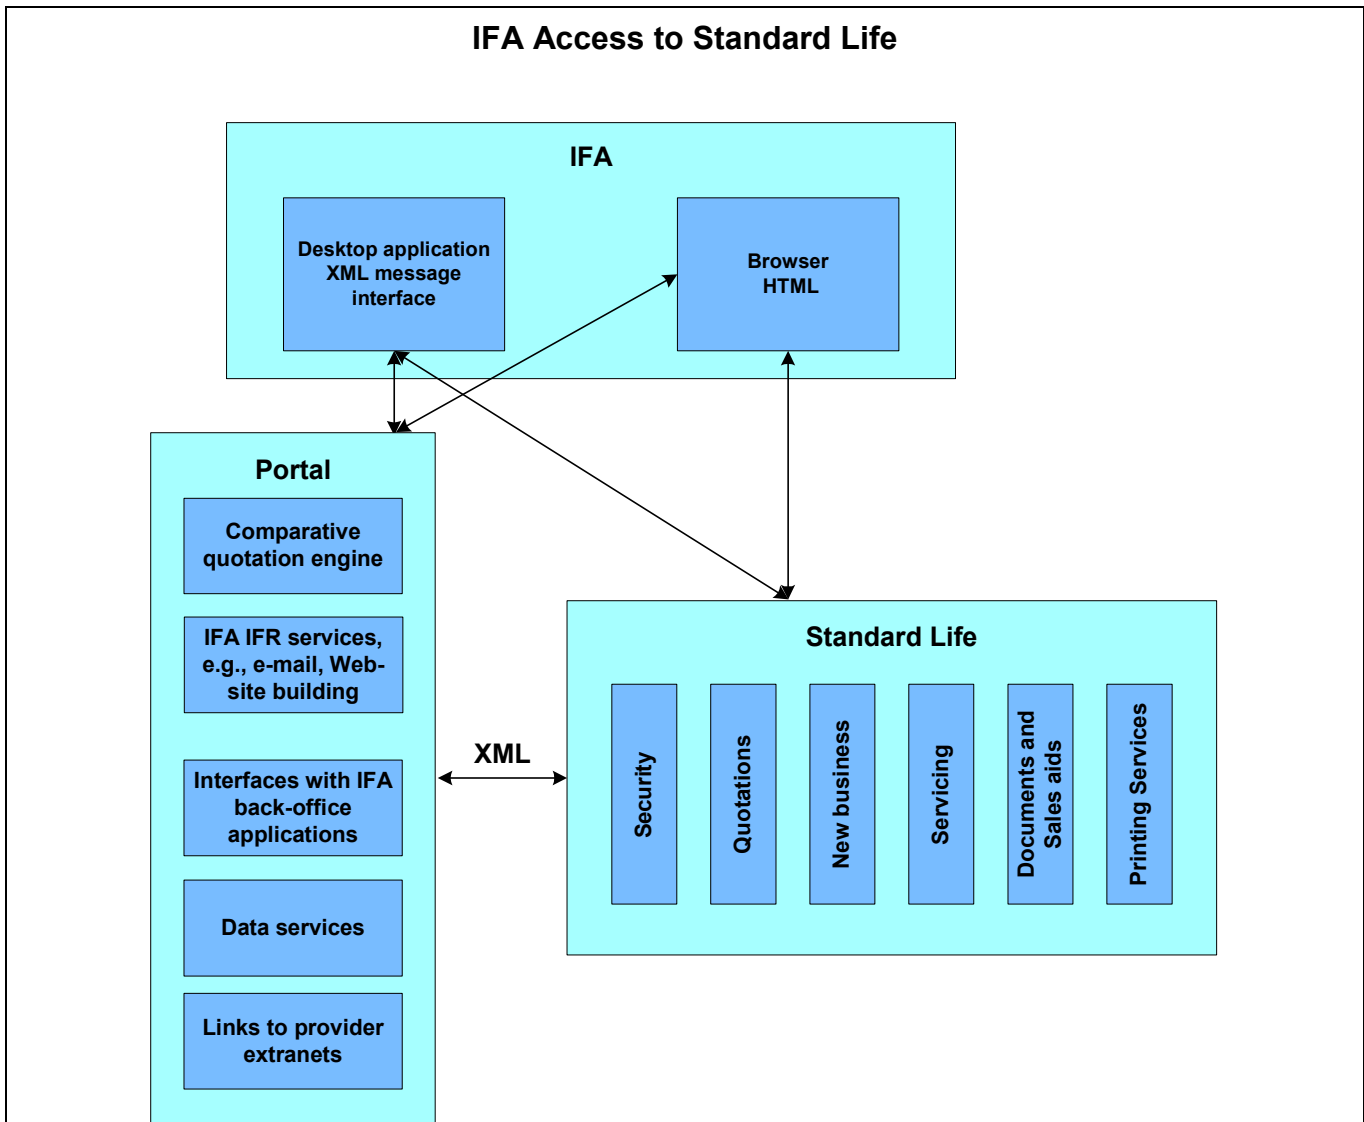 IFA Access to Standard Life
IFA
Desktop application
XML message
interface
Browser
HTML
Portal
Comparative
quotation engine
IFA IFR services,
e.g., e-mail, Web-
site building
Interfaces with IFA
back-office
applications
Data services
Links to provider
extranets
XML
Standard Life
Security
Quotations
New business
Servicing
Documents and
Sales aids
Printing Services